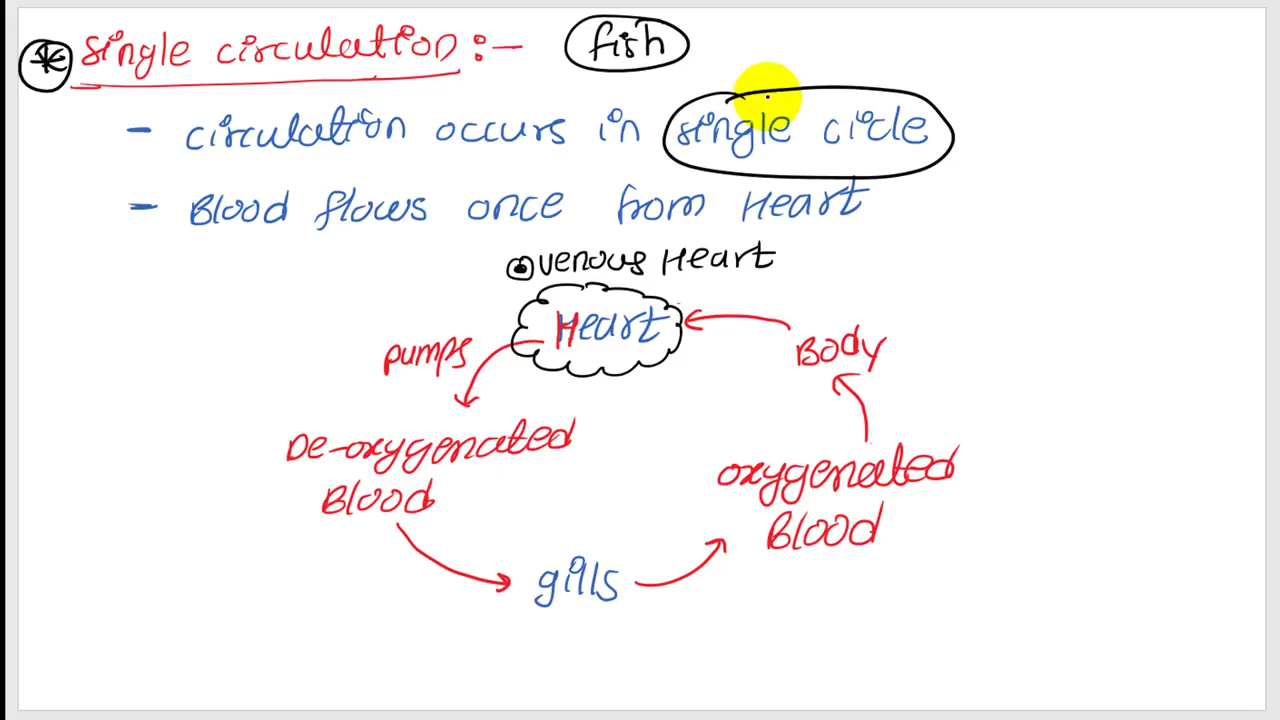 * single circulation :- fish
- circulation occurs in single circle
- Blood flows once from Heart
venous Heart
Heart
pumps
Body
De-oxygenated
Blood
oxygenated
Blood
gills